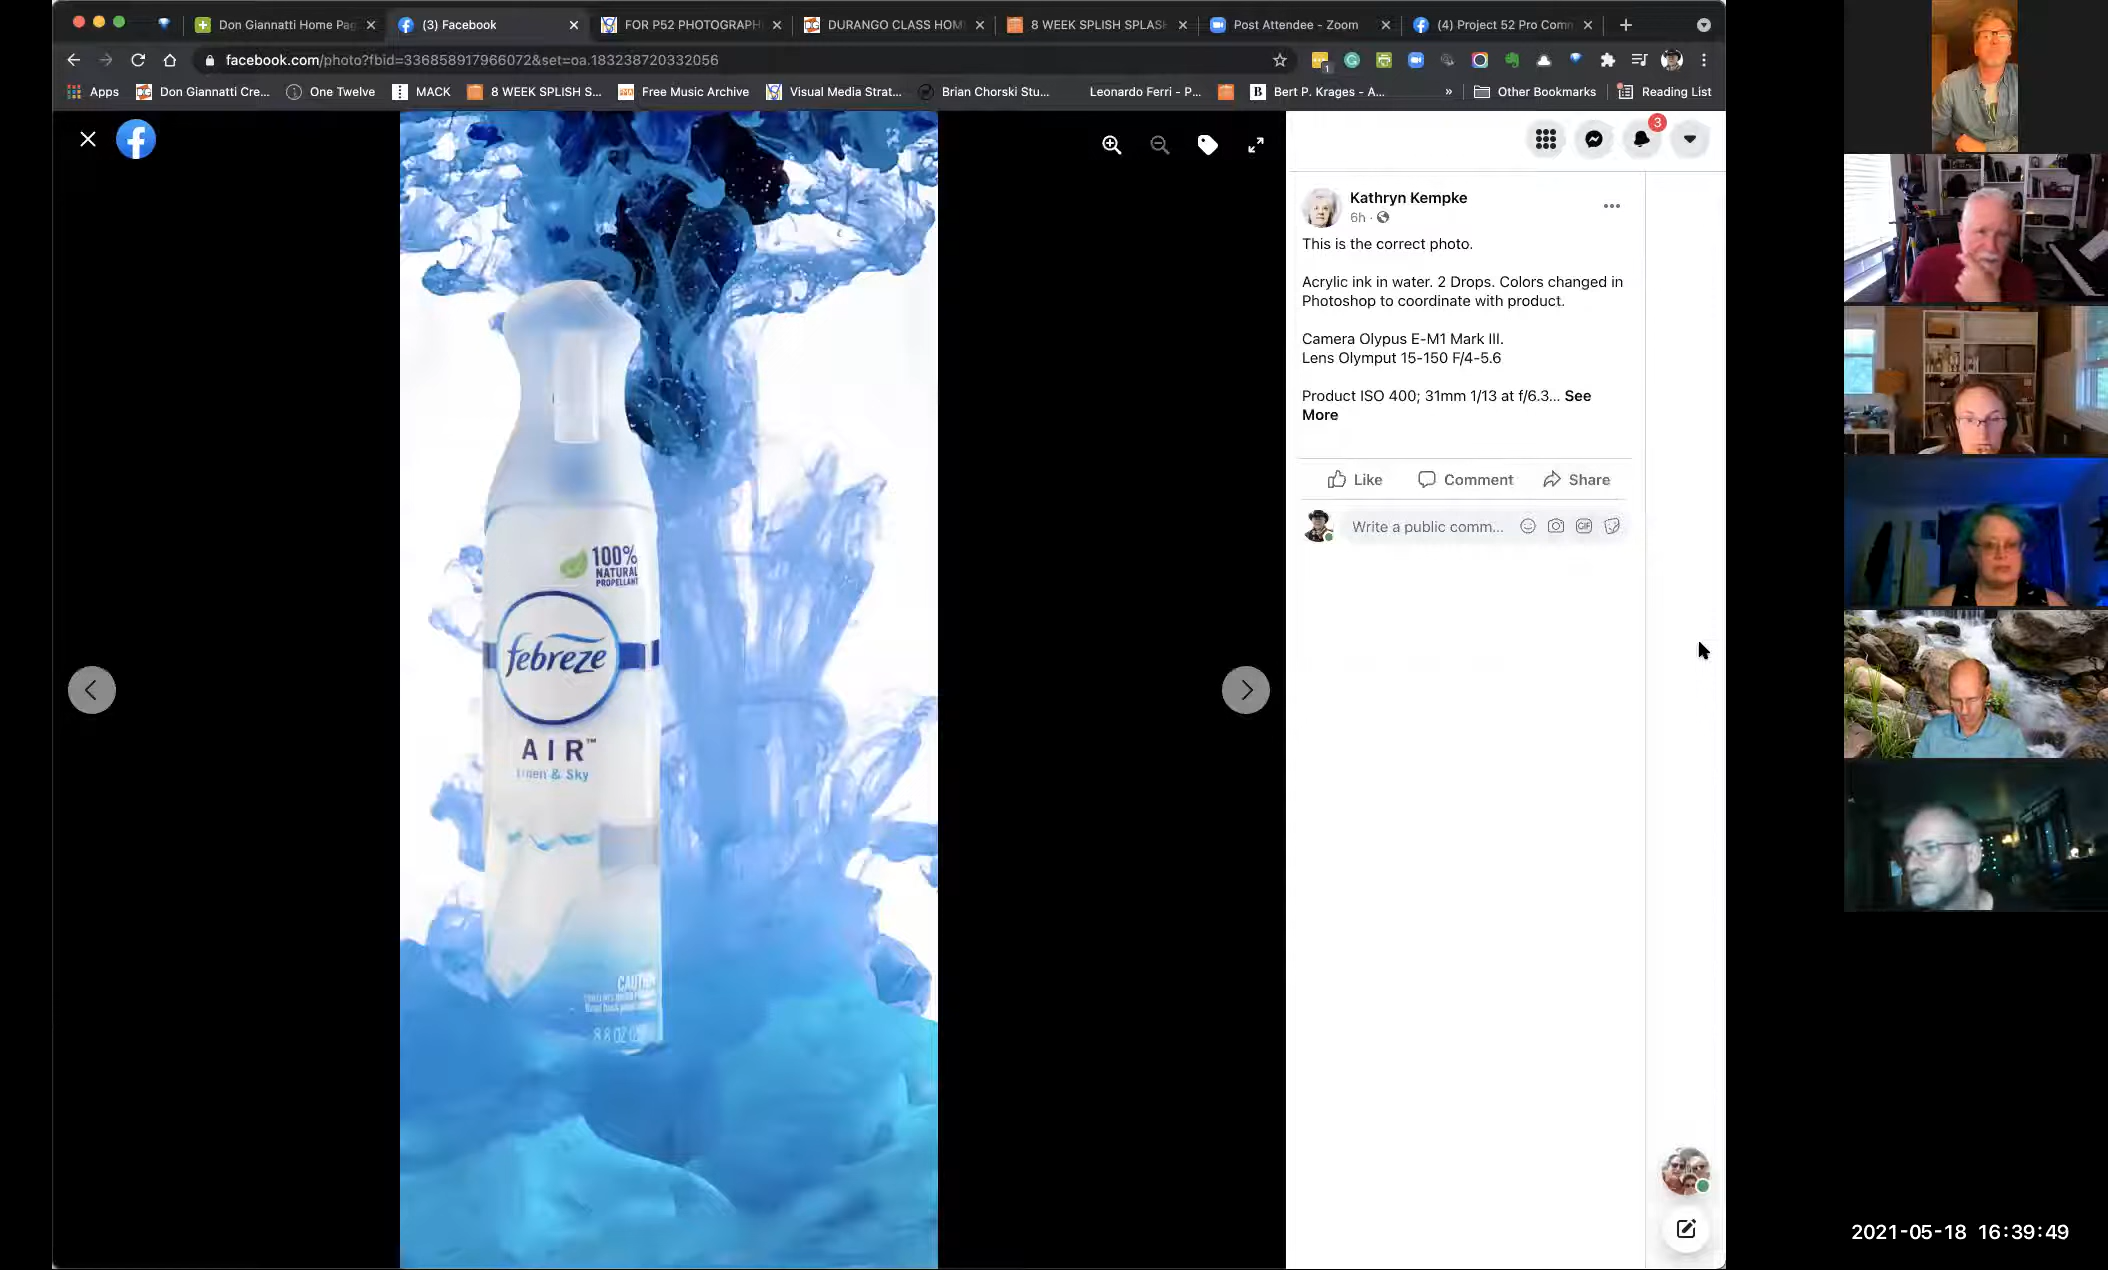 Don Giannatti Home Pag
(3) Facebook
FOR P52 PHOTOGRAPH
DURANGO CLASS HOM
8 WEEK SPLISH SPLASH
Post Attendee - Zoom
(4) Project 52 Pro Comm
facebook.com/photo?fbid=336858917966072&set=oa.183238720332056
1
Apps
Don Giannatti Cre...
One Twelve
MACK
8 WEEK SPLISH S...
Free Music Archive
Visual Media Strat...
Brian Chorski Stu...
Leonardo Ferri - P...
B
Bert P. Krages - A...
»
Other Bookmarks
Reading List
3
Kathryn Kempke
6h ·
This is the correct photo.
Acrylic ink in water. 2 Drops. Colors changed in
Photoshop to coordinate with product.
Camera Olypus E-M1 Mark III.
Lens Olymput 15-150 F/4-5.6
Product ISO 400; 31mm 1/13 at f/6.3... See
More
Like
Comment
Share
Write a public comm...
GIF
100%
NATURAL
PROPELLANT
febreze
AIR™
Linen & Sky
CAUTION
8.8 OZ
2021-05-18 16:39:49